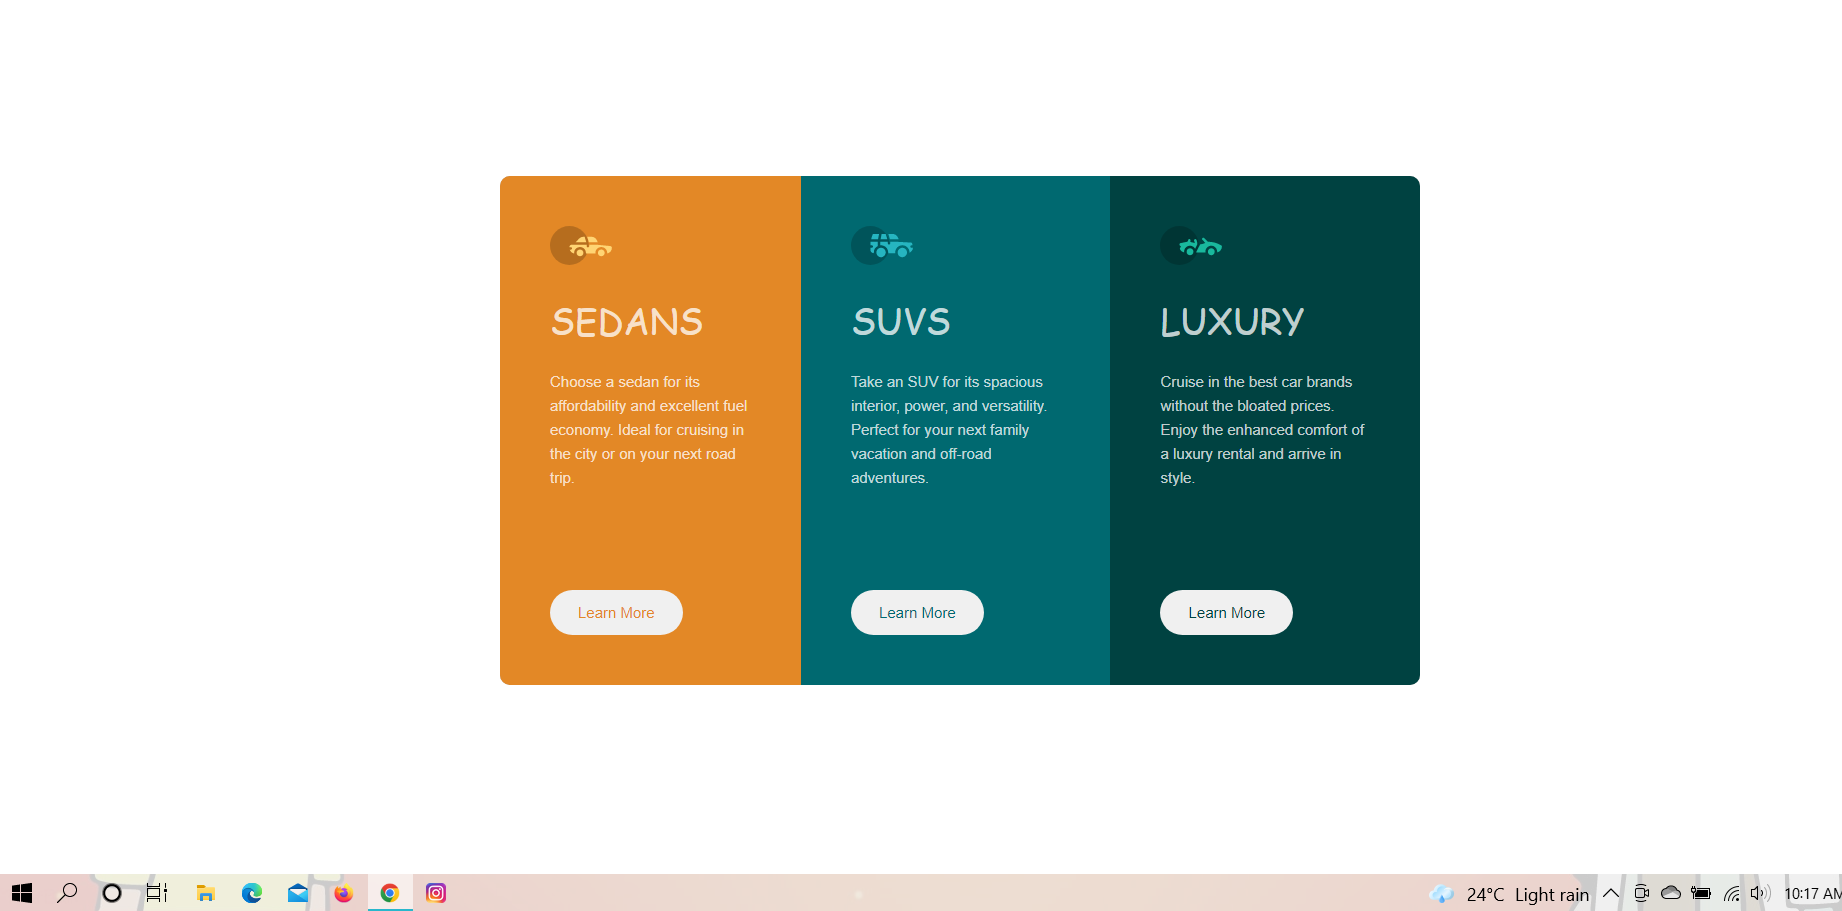 SEDANS
Choose a sedan for its
affordability and excellent fuel
economy. Ideal for cruising in
the city or on your next road
trip.
Learn More
SUVS
Take an SUV for its spacious
interior, power, and versatility.
Perfect for your next family
vacation and off-road
adventures.
Learn More
LUXURY
Cruise in the best car brands
without the bloated prices.
Enjoy the enhanced comfort of
a luxury rental and arrive in
style.
Learn More
24°C Light rain
10:17 AM